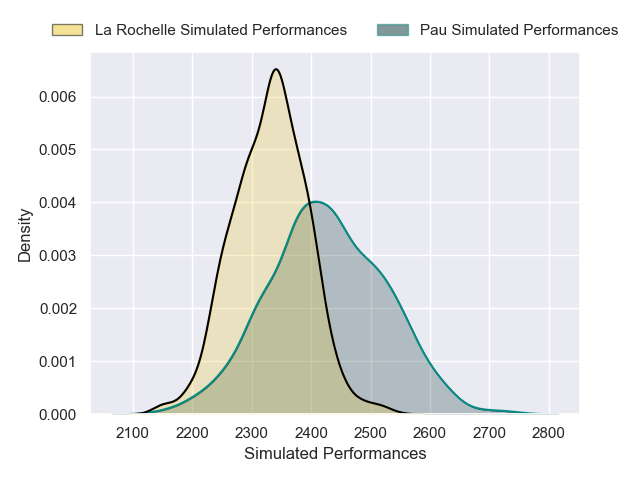 La Rochelle Simulated Performances
Pau Simulated Performances
0.006
0.005
0.004
0.003
0.002
0.001
0.000
Density
2100 2200 2300 2400 2500 2600 2700 2800
Simulated Performances